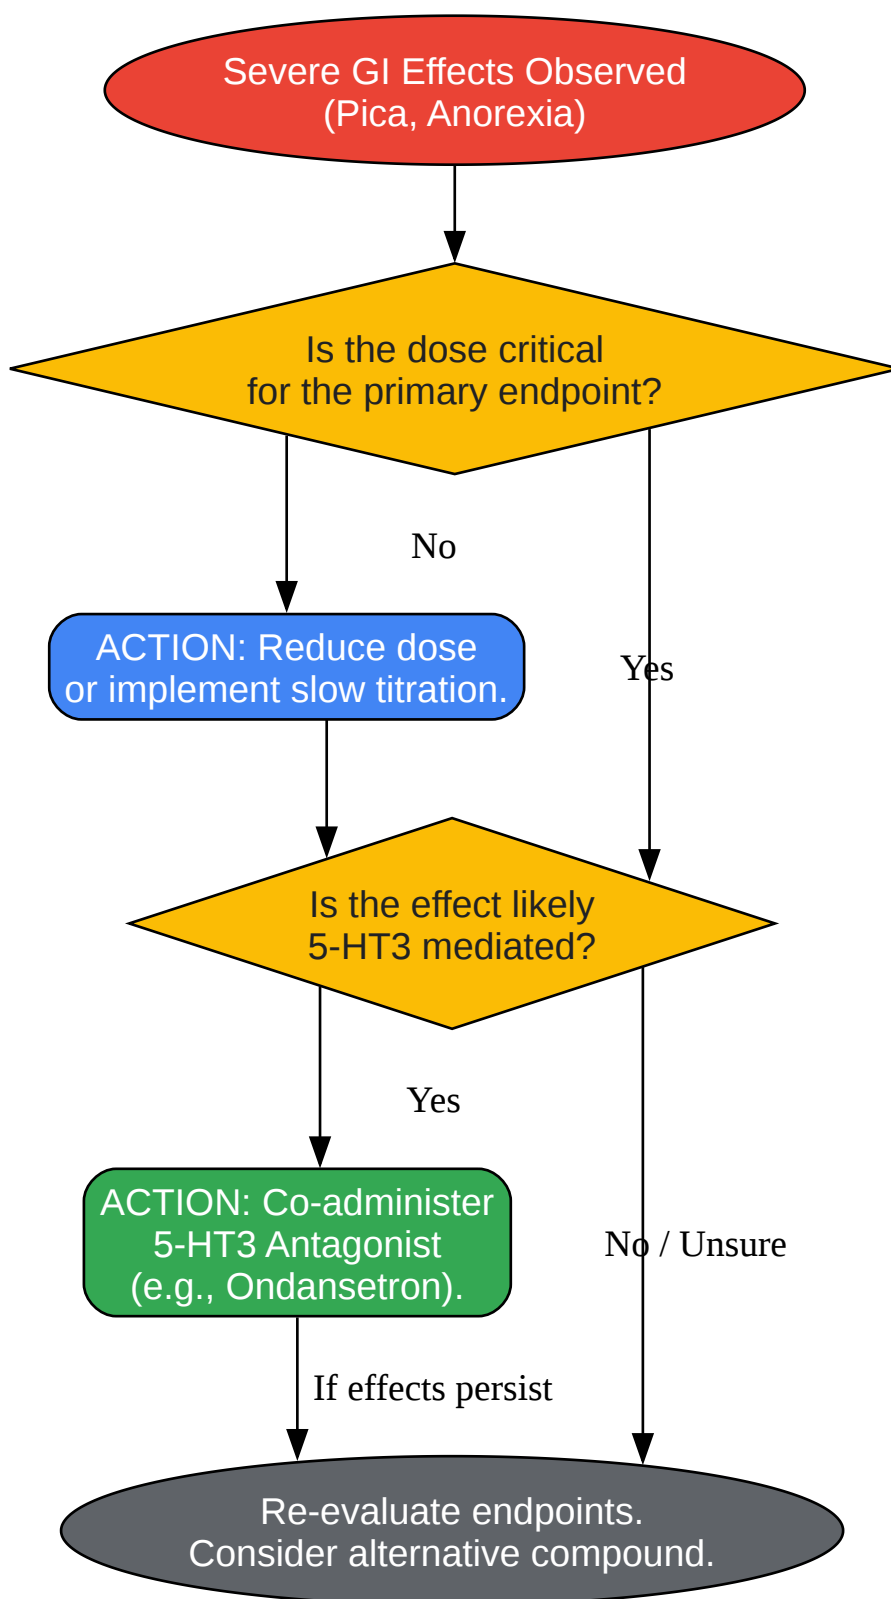 Severe GI Effects Observed
(Pica, Anorexia)
Is the dose critical
for the primary endpoint?
No
ACTION: Reduce dose
or implement slow titration.
Yes
Is the effect likely
5-HT3 mediated?
Yes
ACTION: Co-administer
5-HT3 Antagonist
(e.g., Ondansetron).
No / Unsure
If effects persist
Re-evaluate endpoints.
Consider alternative compound.